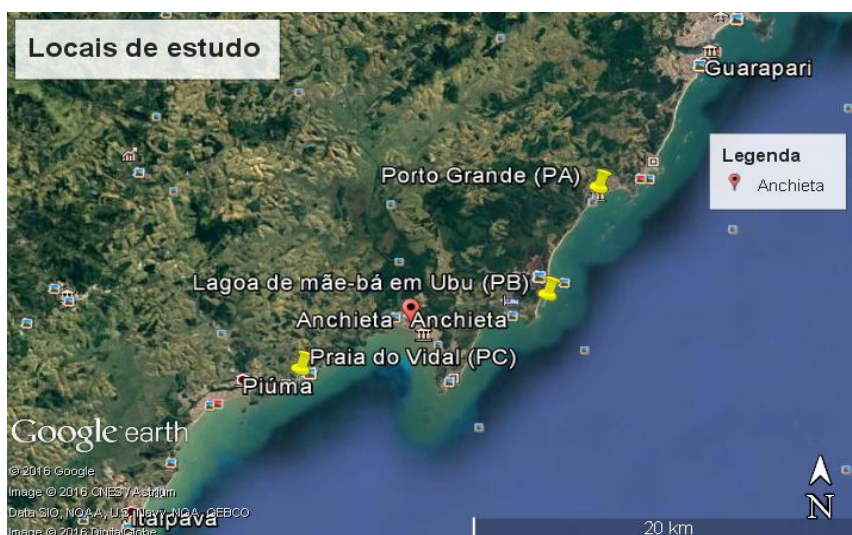 Locais de estudo
Guarapari
Legenda
Anchieta
Porto Grande (PA)
Lagoa de mãe-bá em Ubu (PB)
Anchieta Anchieta
Praia do Vidal (PC)
Piúma
Google earth
© 2016 Google
Image © 2016 CNES / Astrium
Data SIO, NOAA, U.S. Navy, NGA, GEBCO
Itaipava
Image © 2016 DigitalGlobe
N
20 km